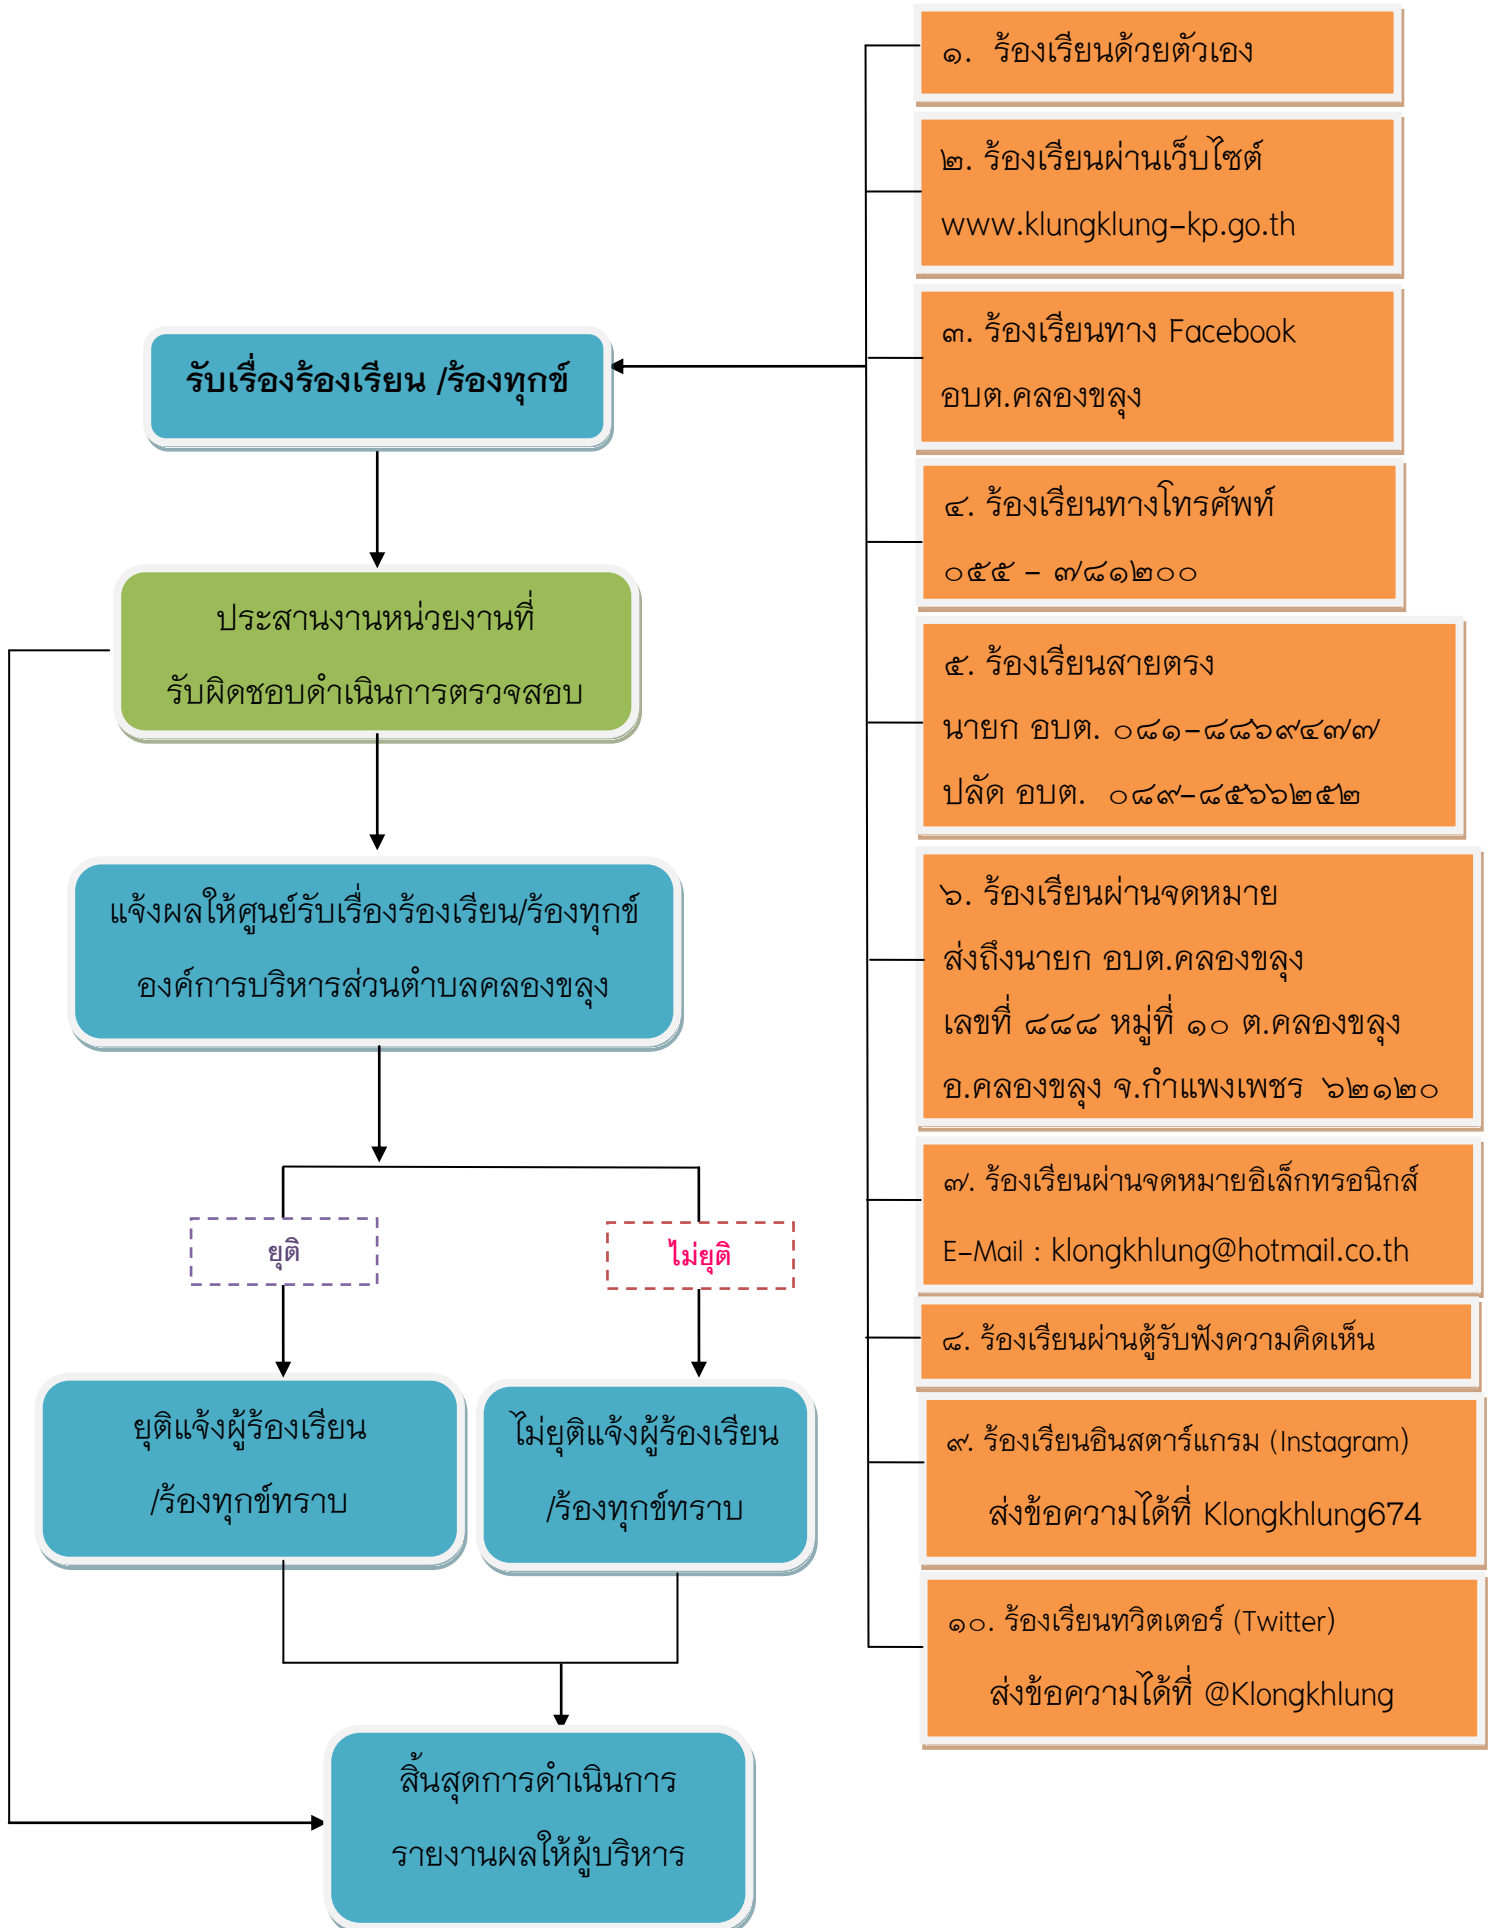 รับเรื่องร้องเรียน /ร้องทุกข์
ประสานงานหน่วยงานที่
รับผิดชอบดำเนินการตรวจสอบ
แจ้งผลให้ศูนย์รับเรื่องร้องเรียน/ร้องทุกข์
องค์การบริหารส่วนตำบลคลองขลุง
ยุติ
ไม่ยุติ
ยุติแจ้งผู้ร้องเรียน
/ร้องทุกข์ทราบ
ไม่ยุติแจ้งผู้ร้องเรียน
/ร้องทุกข์ทราบ
สิ้นสุดการดำเนินการ
รายงานผลให้ผู้บริหาร
๑. ร้องเรียนด้วยตัวเอง
๒. ร้องเรียนผ่านเว็บไซต์
www.klungklung-kp.go.th
๓. ร้องเรียนทาง Facebook
อบต.คลองขลุง
๔. ร้องเรียนทางโทรศัพท์
๐๕๕ - ๗๘๑๒๐๐
๕. ร้องเรียนสายตรง
นายก อบต. ๐๘๑-๘๘๖๙๔๗๗
ปลัด อบต. ๐๘๙-๘๕๖๖๒๕๒
๖. ร้องเรียนผ่านจดหมาย
ส่งถึงนายก อบต.คลองขลุง
เลขที่ ๘๘๘ หมู่ที่ ๑๐ ต.คลองขลุง
อ.คลองขลุง จ.กำแพงเพชร ๖๒๑๒๐
๗. ร้องเรียนผ่านจดหมายอิเล็กทรอนิกส์
E-Mail : klongkhlung@hotmail.co.th
๘. ร้องเรียนผ่านตู้รับฟังความคิดเห็น
๙. ร้องเรียนอินสตาร์แกรม (Instagram)
ส่งข้อความได้ที่ Klongkhlung674
๑๐. ร้องเรียนทวิตเตอร์ (Twitter)
ส่งข้อความได้ที่ @Klongkhlung